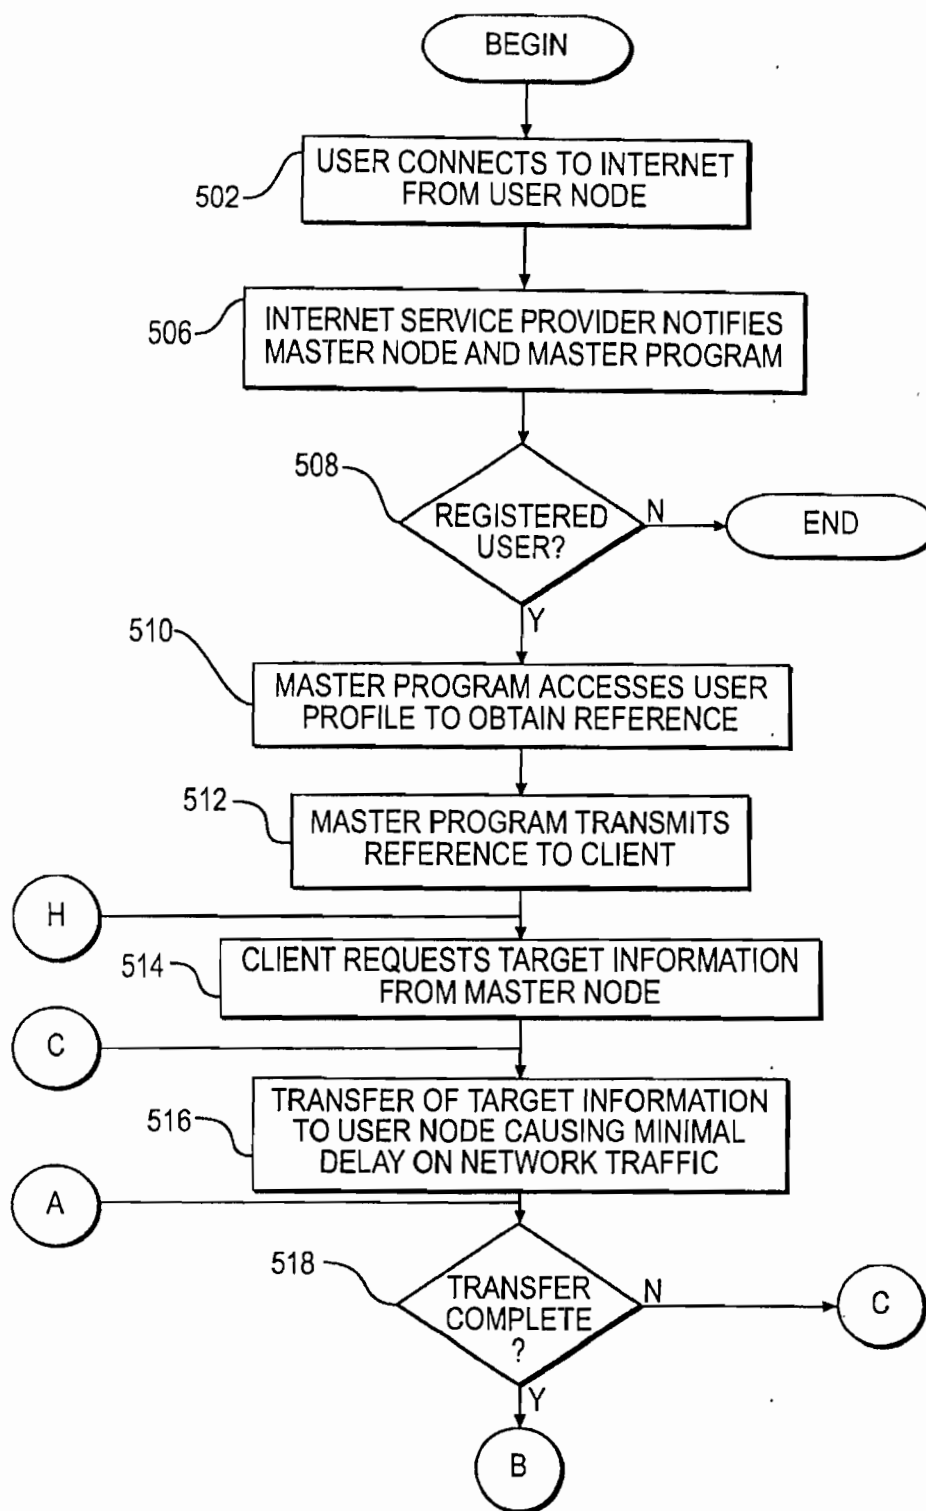 BEGIN
502
USER CONNECTS TO INTERNET
FROM USER NODE
506
INTERNET SERVICE PROVIDER NOTIFIES
MASTER NODE AND MASTER PROGRAM
508
REGISTERED
USER?
N
END
Y
510
MASTER PROGRAM ACCESSES USER
PROFILE TO OBTAIN REFERENCE
512
MASTER PROGRAM TRANSMITS
REFERENCE TO CLIENT
H
514
CLIENT REQUESTS TARGET INFORMATION
FROM MASTER NODE
C
516
TRANSFER OF TARGET INFORMATION
TO USER NODE CAUSING MINIMAL
DELAY ON NETWORK TRAFFIC
A
518
TRANSFER
COMPLETE
?
N
C
Y
B